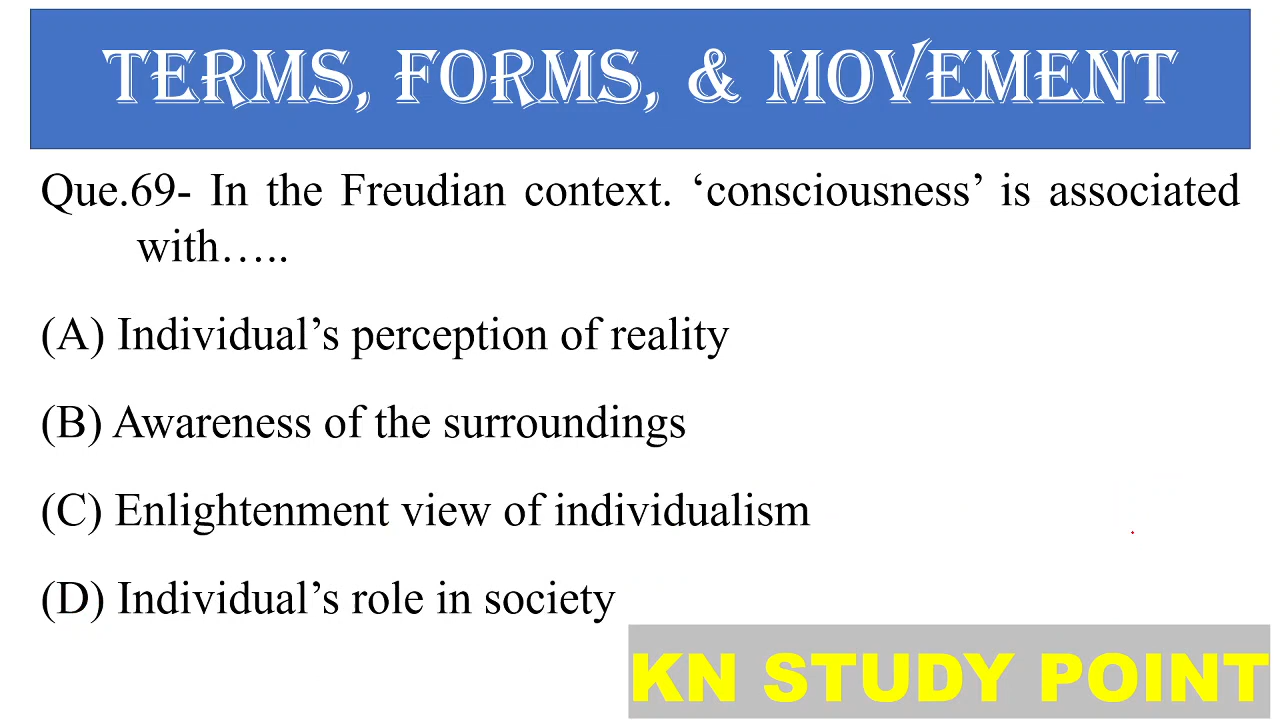 TERMS, FORMS, & MOVEMENT
Que.69- In the Freudian context. ‘consciousness’ is associated
with…..
(A) Individual’s perception of reality
(B) Awareness of the surroundings
(C) Enlightenment view of individualism
(D) Individual’s role in society
KN STUDY POINT